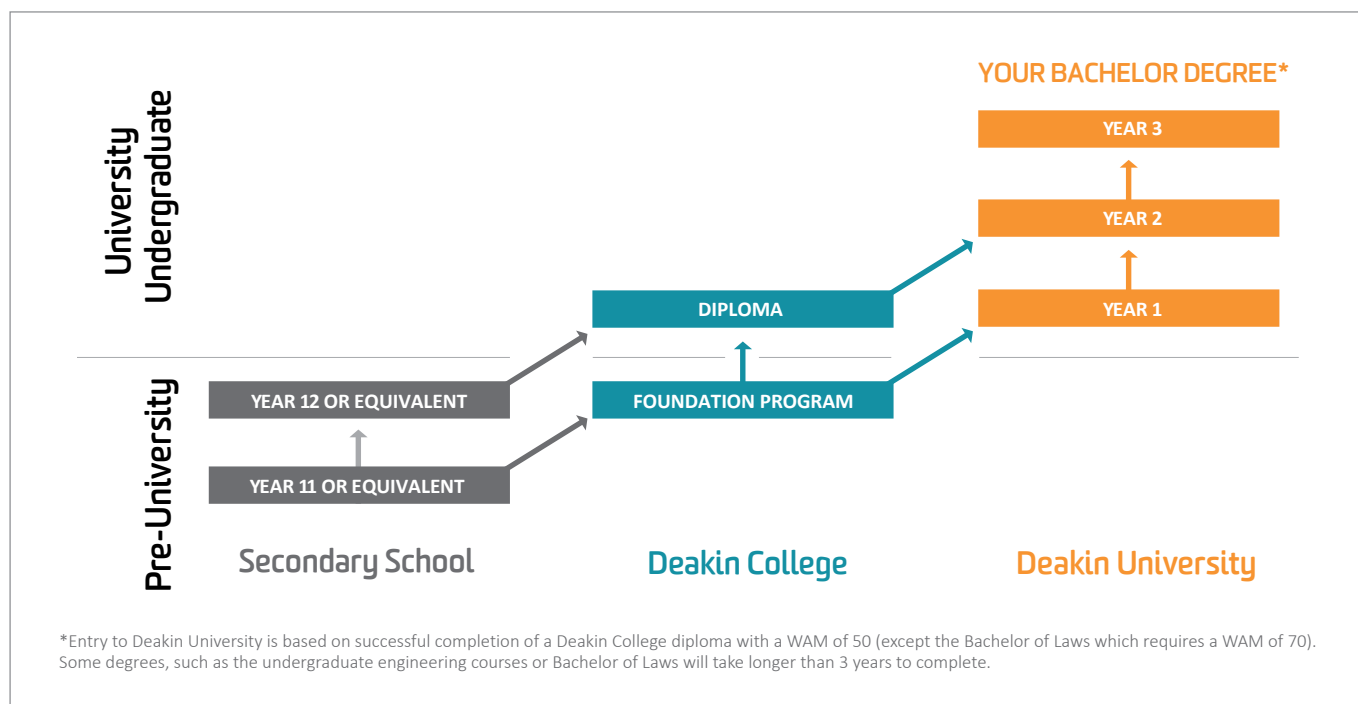 University
Undergraduate
YOUR BACHELOR DEGREE*
YEAR 3
YEAR 2
DIPLOMA
YEAR 1
Pre-University
YEAR 12 OR EQUIVALENT
FOUNDATION PROGRAM
YEAR 11 OR EQUIVALENT
Secondary School
Deakin College
Deakin University
*Entry to Deakin University is based on successful completion of a Deakin College diploma with a WAM of 50 (except the Bachelor of Laws which requires a WAM of 70).
Some degrees, such as the undergraduate engineering courses or Bachelor of Laws will take longer than 3 years to complete.